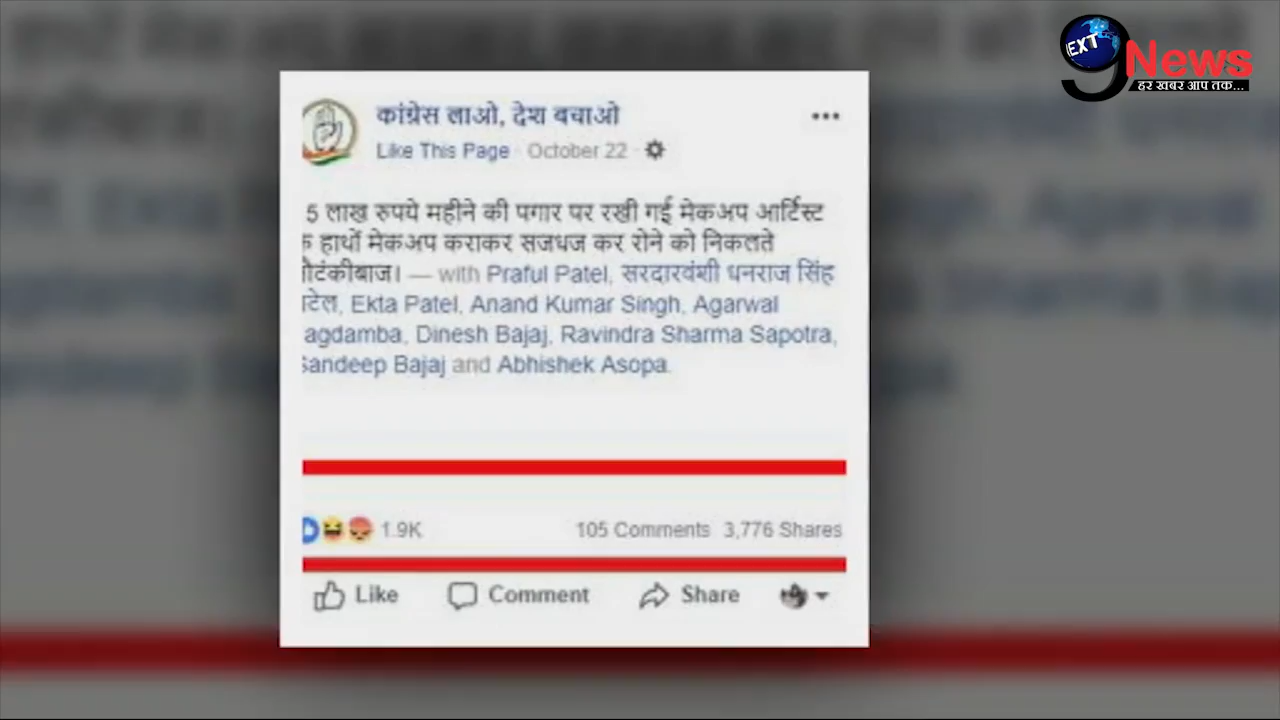 EXT
9 News
हर खबर आप तक...
कांग्रेस लाओ, देश बचाओ
Like This Page · October 22 ·
5 लाख रुपये महीने की पगार पर रखी गई मेकअप आर्टिस्ट
हाथों मेकअप कराकर सजधज कर रोने को निकलते
— with Praful Patel, सरदारवंशी धनराज सिंह
Ekta Patel, Anand Kumar Singh, Agarwal
agdamba, Dinesh Bajaj, Ravindra Sharma Sapotra,
Sandeep Bajaj and Abhishek Asopa.
1.9K 105 Comments 3,776 Shares
Like Comment Share